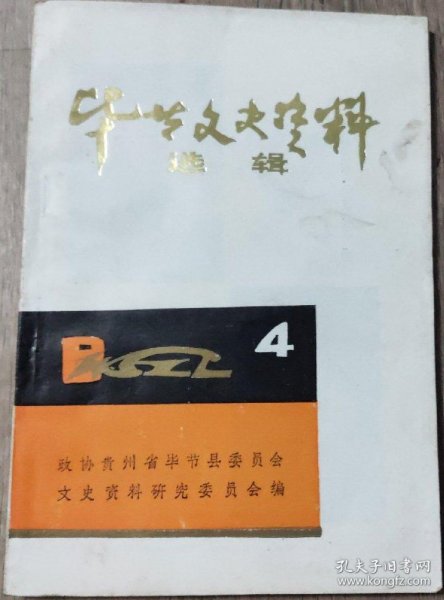 毕节文史资料
选辑
4
政协贵州省毕节县委员会
文史资料研究委员会编
孔夫子旧书网
www.kongfz.com